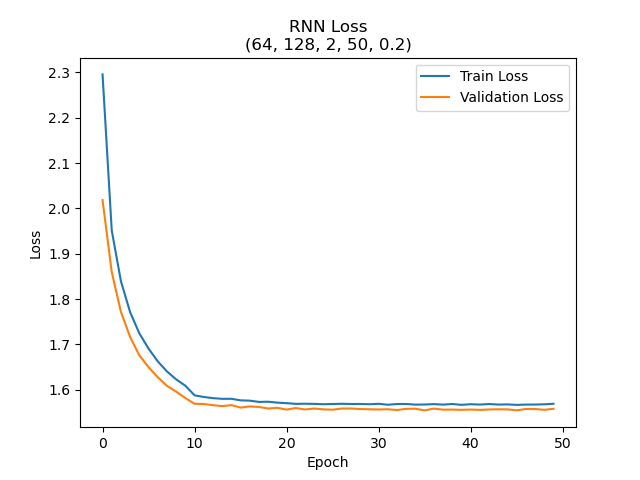 RNN Loss
(64, 128, 2, 50, 0.2)
Train Loss
Validation Loss
Loss
2.3
2.2
2.1
2.0
1.9
1.8
1.7
1.6
0 10 20 30 40 50
Epoch